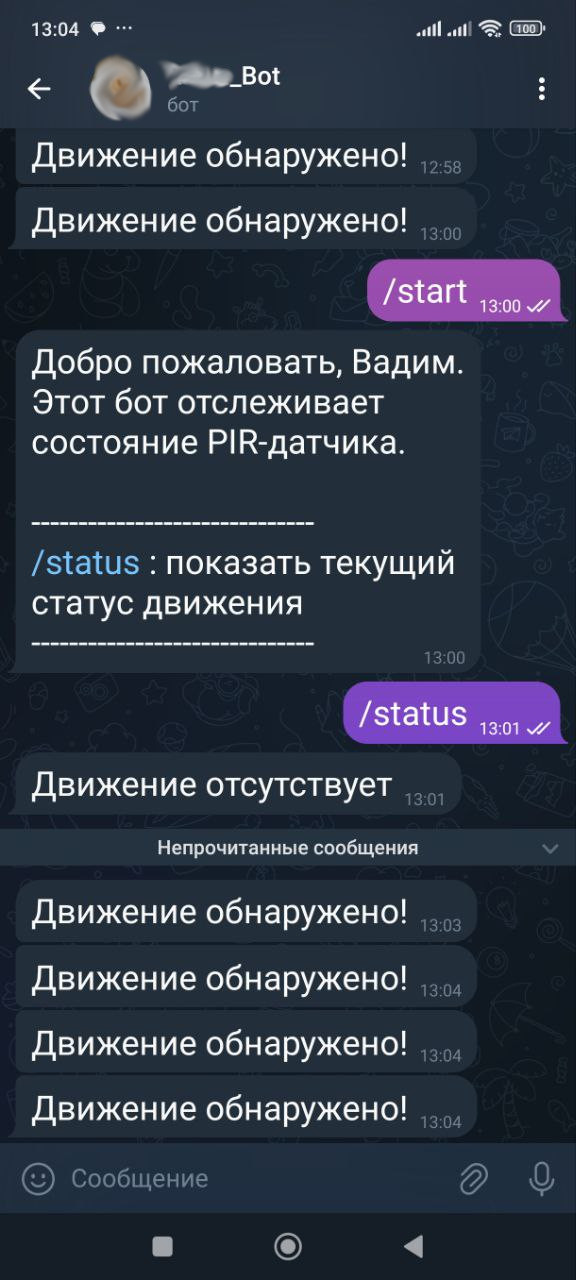 13:04
100
_Bot
бот
Движение обнаружено! 12:58
Движение обнаружено! 13:00
/start 13:00
Добро пожаловать, Вадим.
Этот бот отслеживает
состояние PIR-датчика.
------------------------------
/status : показать текущий
статус движения
------------------------------
13:00
/status 13:01
Движение отсутствует 13:01
Непрочитанные сообщения
Движение обнаружено! 13:03
Движение обнаружено! 13:04
Движение обнаружено! 13:04
Движение обнаружено! 13:04
Сообщение